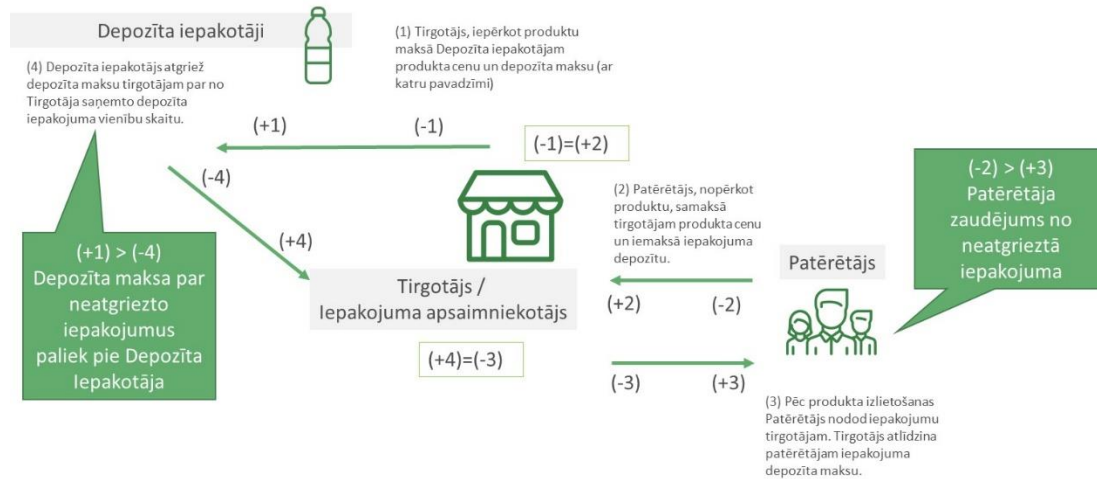 Depozīta iepakotāji
(1) Tirgotājs, iepērkot produktu
maksā Depozīta iepakotājam
produkta cenu un depozīta maksu (ar
katru pavadzīmi)
(4) Depozīta iepakotājs atgriež
depozīta maksu tirgotājam par no
Tirgotāja saņemto depozīta
iepakojuma vienību skaitu.
(+1)
(-1)
(-1)=(+2)
(-4)
(+4)
(+1) > (-4)
Depozīta maksa par
neatgriezto
iepakojumus
paliek pie Depozīta
Iepakotāja
Tirgotājs /
Iepakojuma apsaimniekotājs
(+4)=(-3)
(2) Patērētājs, nopērkot
produktu, samaksā
tirgotājam produkta cenu
un iemaksā iepakojuma
depozītu.
(+2)
(-2)
Patērētājs
(-2) > (+3)
Patērētāja
zaudējums no
neatgrieztā
iepakojuma
(-3)
(+3)
(3) Pēc produkta izlietošanas
Patērētājs nodod iepakojumu
tirgotājam. Tirgotājs atlīdzina
patērētājam iepakojuma
depozīta maksu.